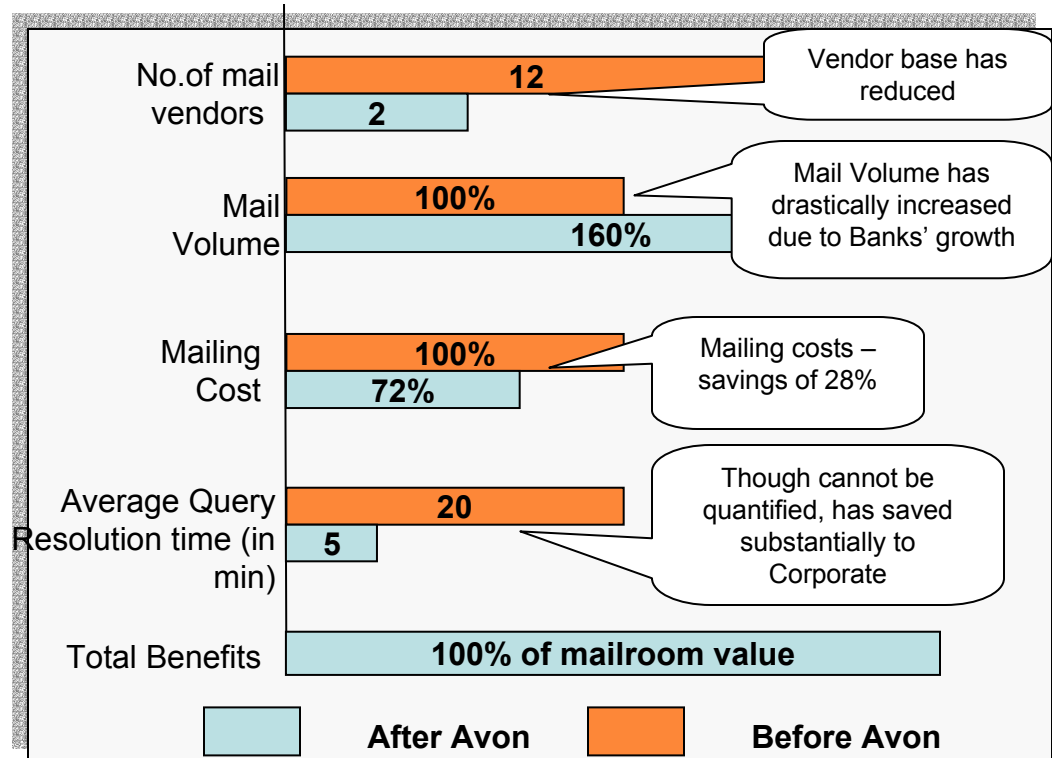 No.of mail
vendors
12
2
Vendor base has
reduced
Mail
Volume
100%
160%
Mail Volume has
drastically increased
due to Banks’ growth
Mailing
Cost
100%
72%
Mailing costs –
savings of 28%
Average Query
Resolution time (in
min)
20
5
Though cannot be
quantified, has saved
substantially to
Corporate
Total Benefits
100% of mailroom value
After Avon
Before Avon